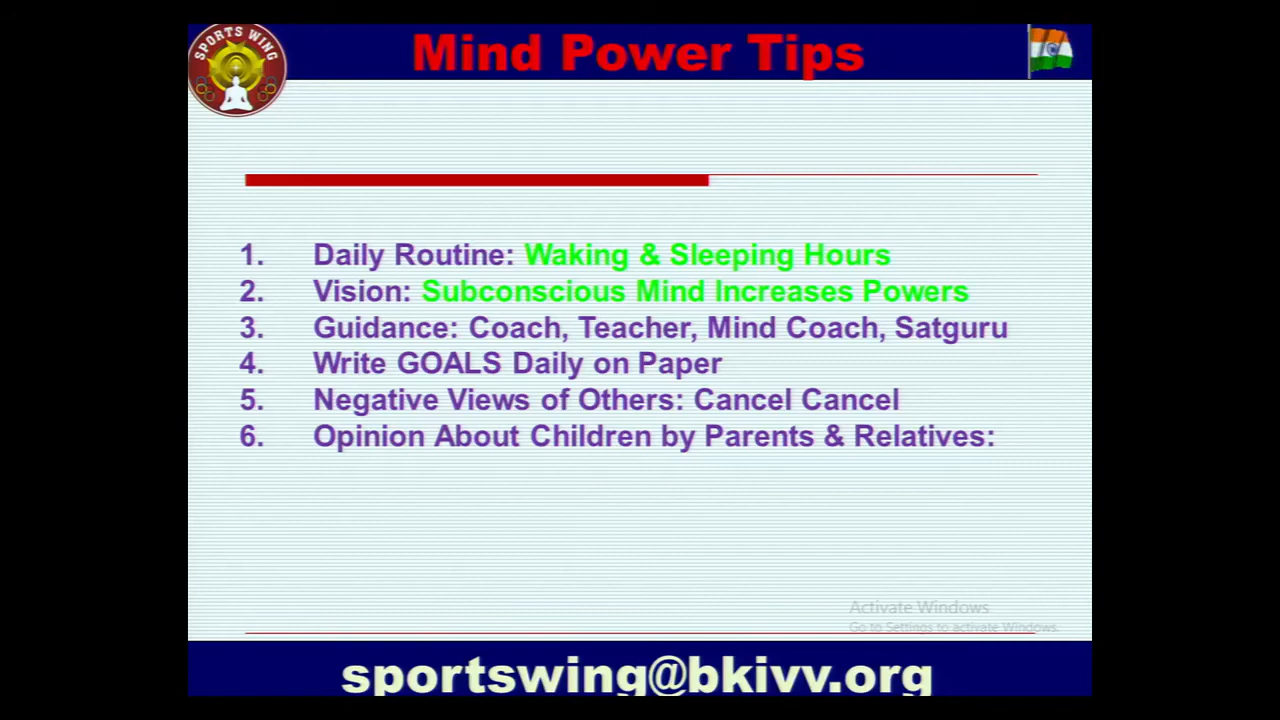 SPORTS WING
Mind Power Tips
1. Daily Routine: Waking & Sleeping Hours
2. Vision: Subconscious Mind Increases Powers
3. Guidance: Coach, Teacher, Mind Coach, Satguru
4. Write GOALS Daily on Paper
5. Negative Views of Others: Cancel Cancel
6. Opinion About Children by Parents & Relatives:
Activate Windows
Go to Settings to activate Windows.
sportswing@bkivv.org